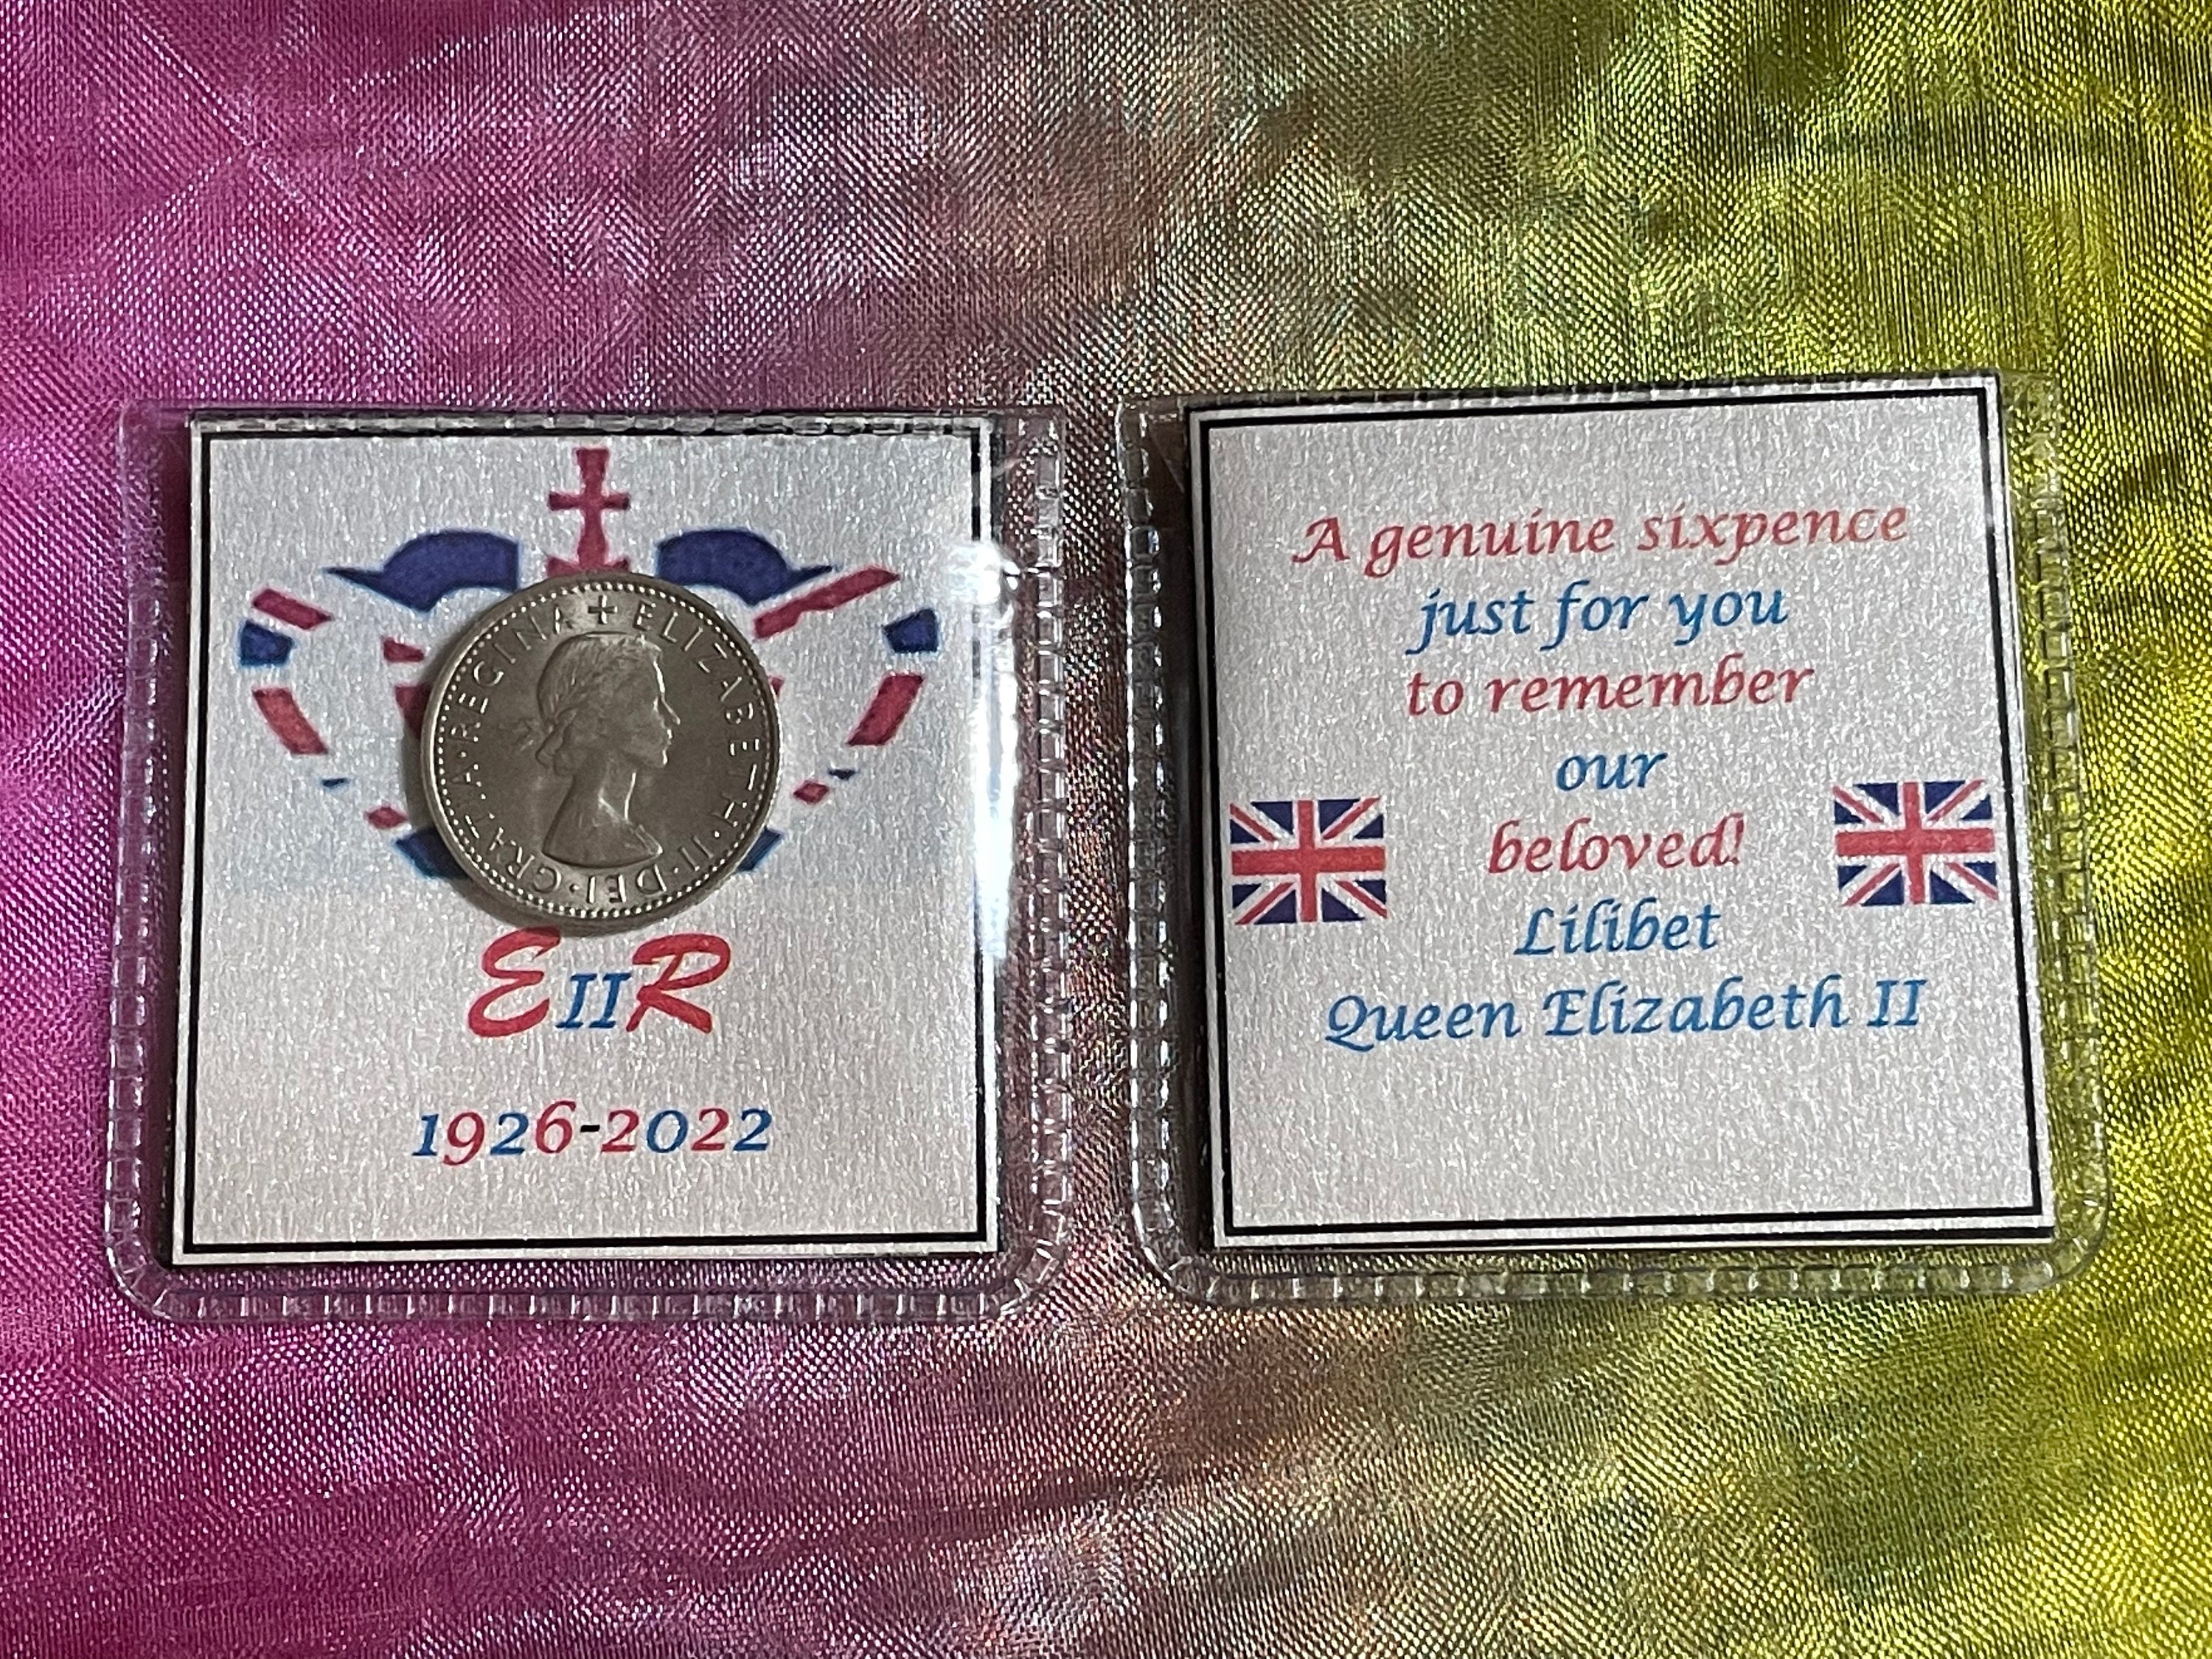 + ELIZABETH·II·DEI·GRATIA·REGINA
EIIR
1926-2022
A genuine sixpence
just for you
to remember
our
beloved!
Lilibet
Queen Elizabeth II